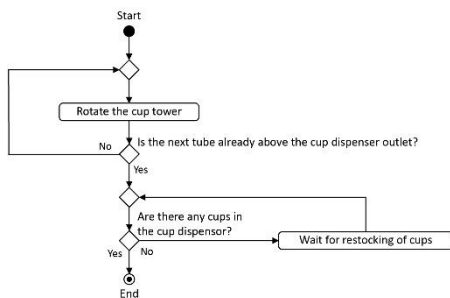 Start
Rotate the cup tower
Is the next tube already above the cup dispenser outlet?
No
Yes
Are there any cups in
the cup dispensor?
Yes
No
Wait for restocking of cups
End